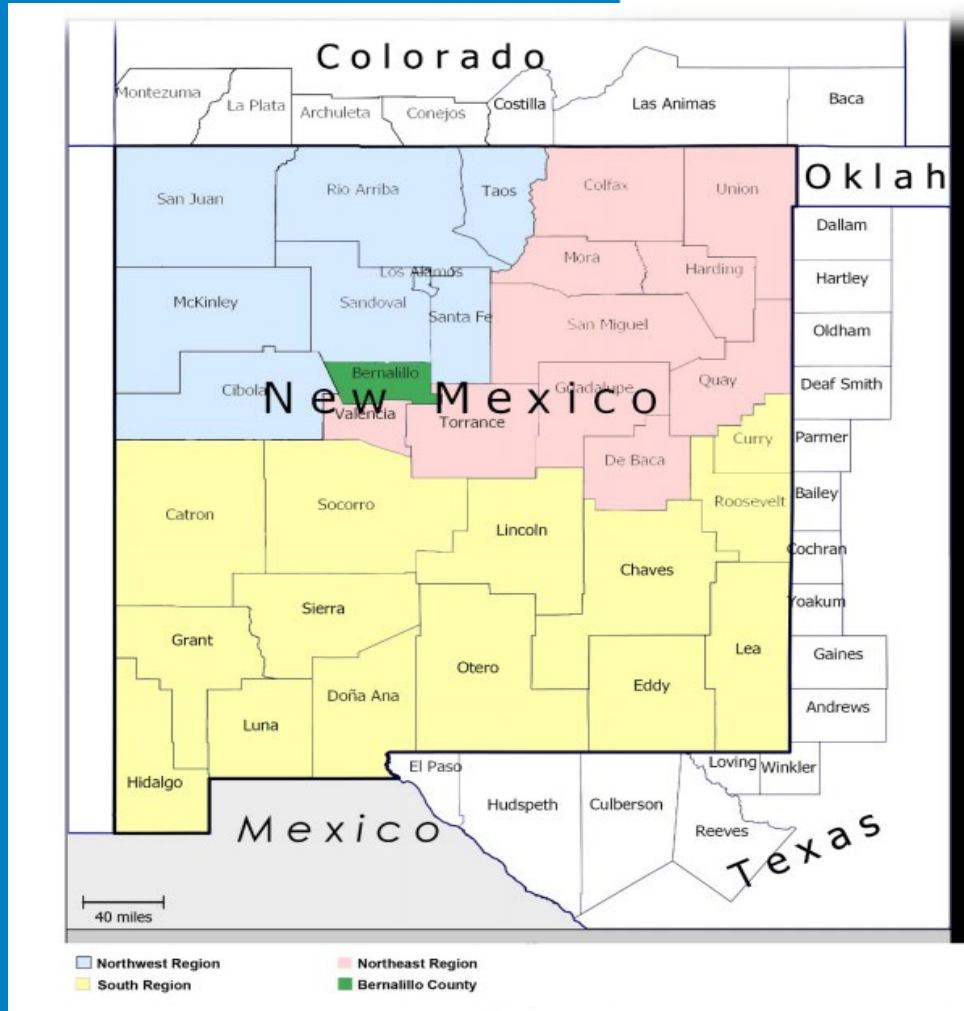 Colorado
Montezuma
La Plata
Archuleta
Conejos
Costilla
Las Animas
Baca
Oklah
San Juan
Rio Arriba
Taos
Colfax
Union
Dallam
Mora
Harding
Hartley
Los Alamos
McKinley
Sandoval
Santa Fe
San Miguel
Oldham
Bernalillo
Cibola
Guadalupe
Quay
Deaf Smith
New Mexico
Valencia
Torrance
Curry
Parmer
De Baca
Catron
Socorro
Lincoln
Roosevelt
Bailey
Cochran
Chaves
Yoakum
Sierra
Grant
Otero
Lea
Gaines
Eddy
Doña Ana
Luna
Andrews
Hidalgo
El Paso
Loving
Winkler
Hudspeth
Culberson
Reeves
Mexico
Texas
40 miles
Northwest Region
Northeast Region
South Region
Bernalillo County